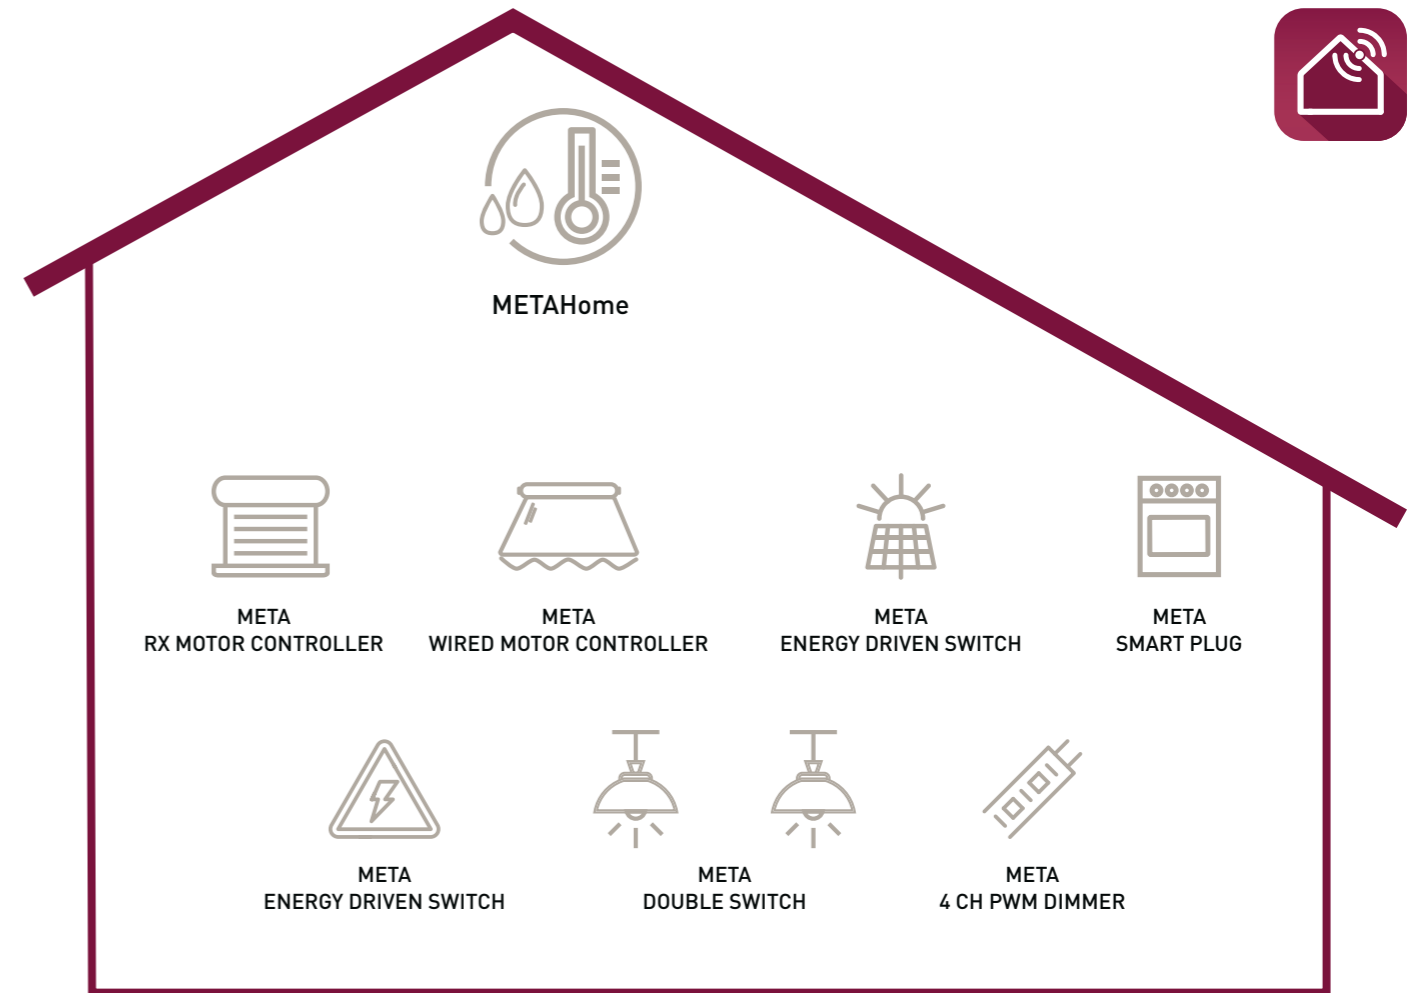 METAHome
META
RX MOTOR CONTROLLER
META
WIRED MOTOR CONTROLLER
META
ENERGY DRIVEN SWITCH
META
SMART PLUG
META
ENERGY DRIVEN SWITCH
META
DOUBLE SWITCH
META
4 CH PWM DIMMER